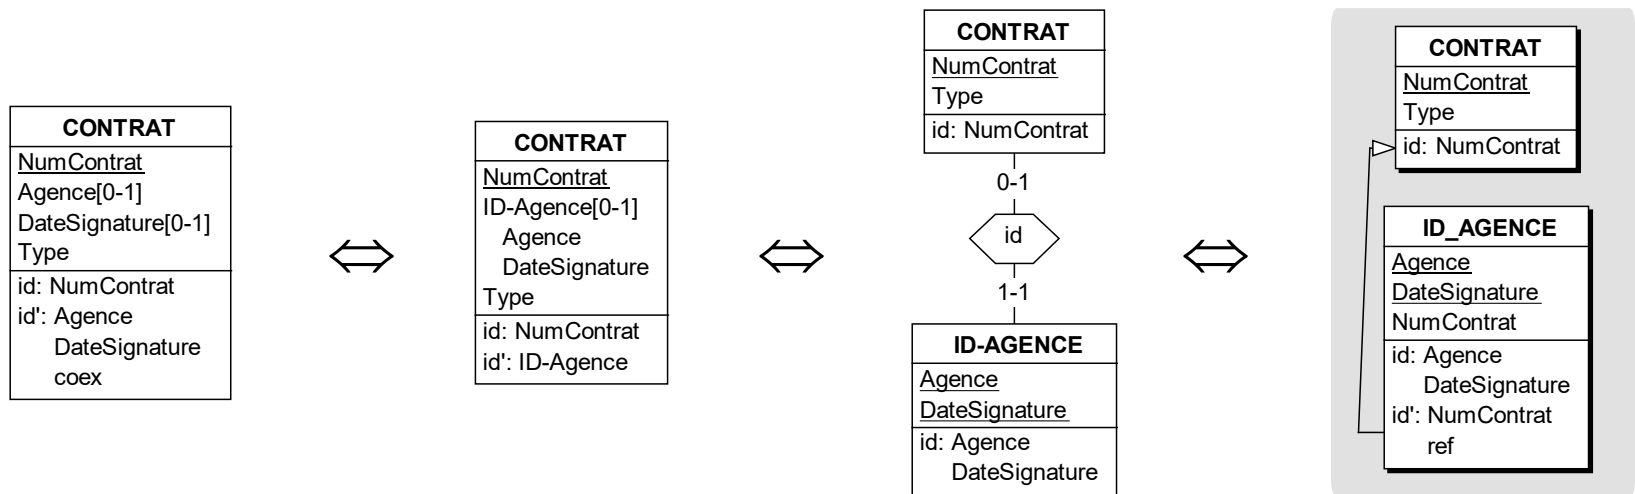 CONTRAT
NumContrat
Agence[0-1]
DateSignature[0-1]
Type
id: NumContrat
id': Agence
DateSignature
coex
CONTRAT
NumContrat
ID-Agence[0-1]
Agence
DateSignature
Type
id: NumContrat
id': ID-Agence
CONTRAT
NumContrat
Type
id: NumContrat
0-1
id
1-1
ID-AGENCE
Agence
DateSignature
id: Agence
DateSignature
CONTRAT
NumContrat
Type
id: NumContrat
ID_AGENCE
Agence
DateSignature
NumContrat
id: Agence
DateSignature
id': NumContrat
ref